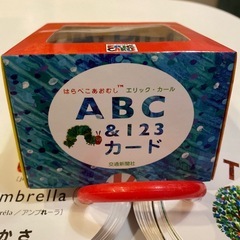 はらぺこあおむし™ エリック・カール
ABC
&123
カード
交通新聞社
mbrella
/アンブれーラ)
かさ
T